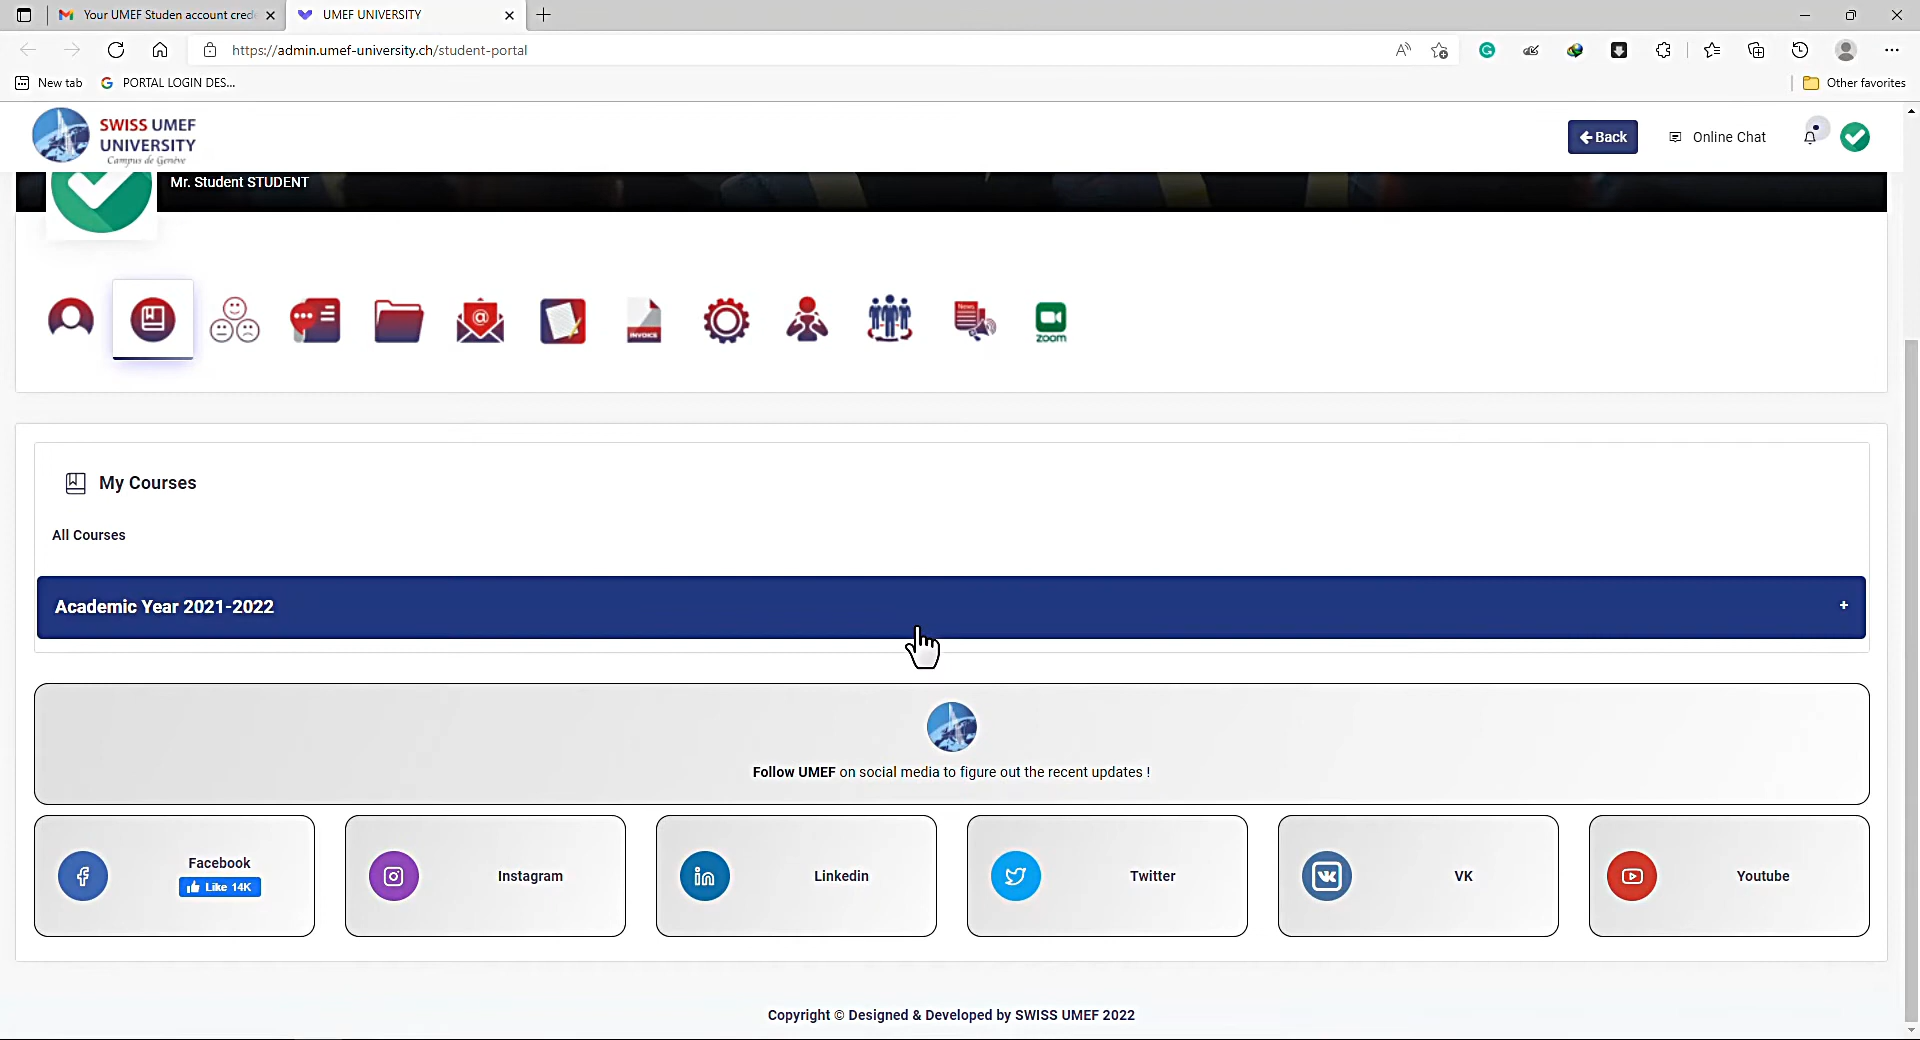 Your UMEF Studen account cred
UMEF UNIVERSITY
https://admin.umef-university.ch/student-portal
New tab
PORTAL LOGIN DES...
Other favorites
SWISS UMEF
UNIVERSITY
Campus de Genève
Back
Online Chat
Mr. Student STUDENT
INVOICE
News
zoom
My Courses
All Courses
Academic Year 2021-2022
+
Follow UMEF on social media to figure out the recent updates !
Facebook
Like 14K
Instagram
Linkedin
Twitter
VK
Youtube
Copyright © Designed & Developed by SWISS UMEF 2022